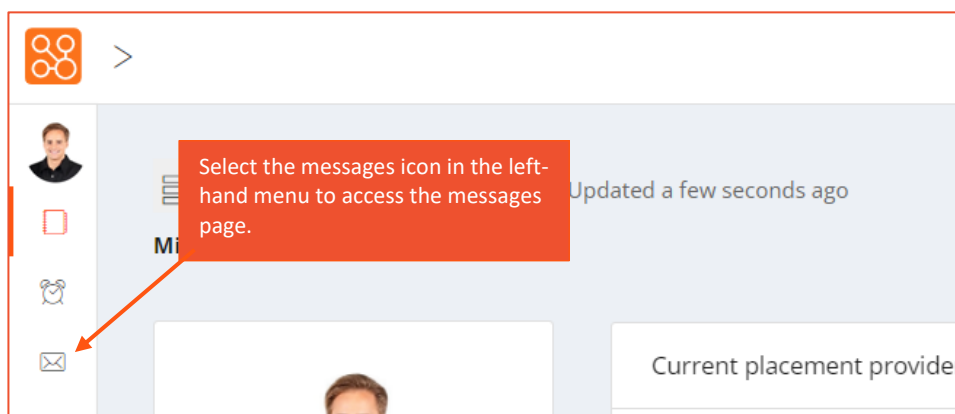 >
Select the messages icon in the left-
hand menu to access the messages
page.
Updated a few seconds ago
Mi
Current placement provide